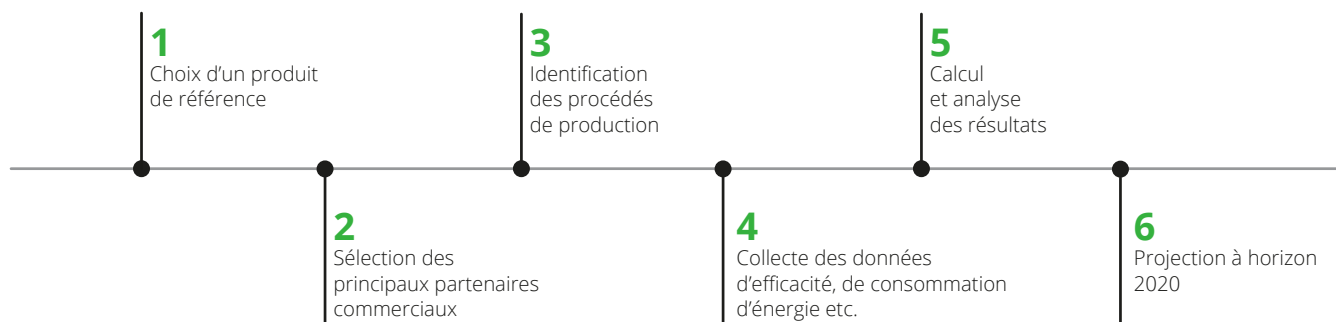 1
Choix d'un produit
de référence
2
Sélection des
principaux partenaires
commerciaux
3
Identification
des procédés
de production
4
Collecte des données
d'efficacité, de consommation
d'énergie etc.
5
Calcul
et analyse
des résultats
6
Projection à horizon
2020